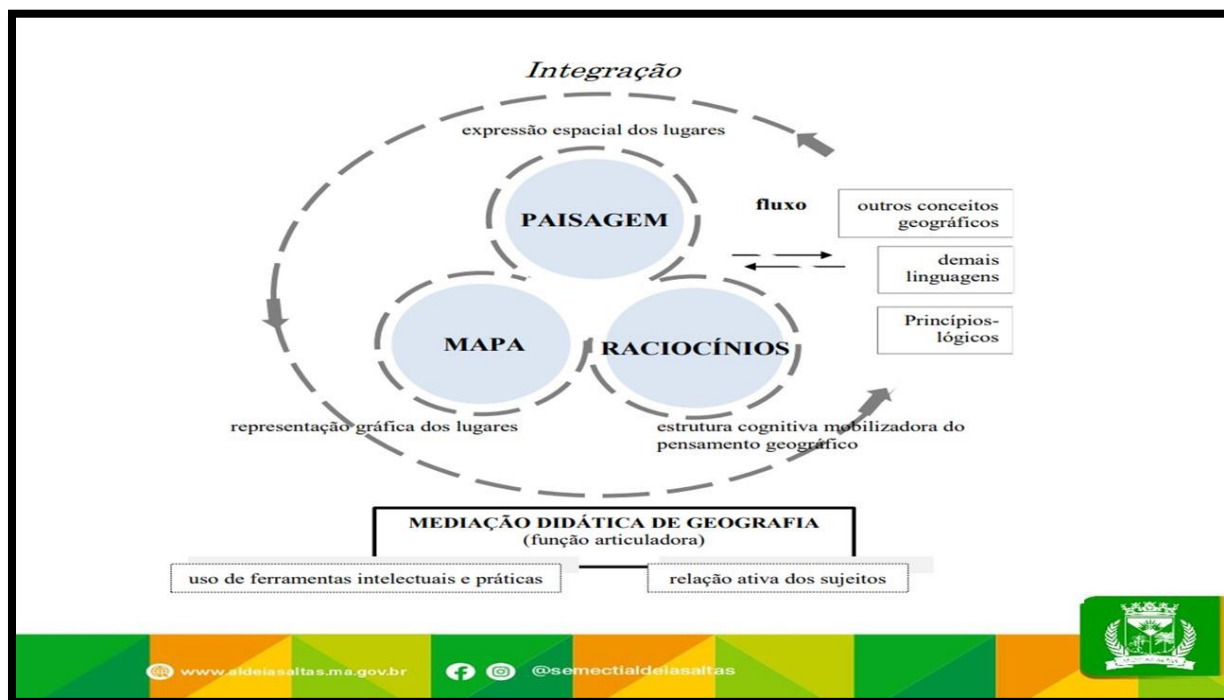 Integração
expressão espacial dos lugares
PAISAGEM
fluxo
outros conceitos
geográficos
demais
linguagens
Princípios-
lógicos
MAPA
RACIOCÍNIOS
representação gráfica dos lugares
estrutura cognitiva mobilizadora do
pensamento geográfico
MEDIAÇÃO DIDÁTICA DE GEOGRAFIA
(função articuladora)
uso de ferramentas intelectuais e práticas
relação ativa dos sujeitos
www.aldeiasaltas.ma.gov.br
@semectialdeiasaltas